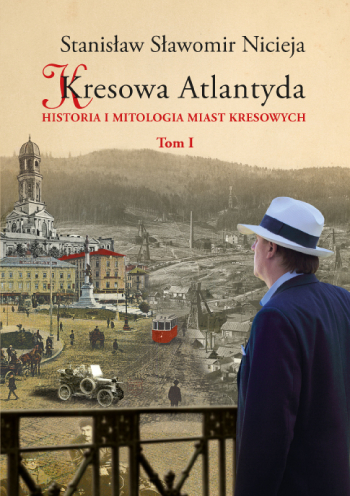 Stanisław Sławomir Nicieja
Kresowa Atlantyda
HISTORIA I MITOLOGIA MIAST KRESOWYCH
Tom I